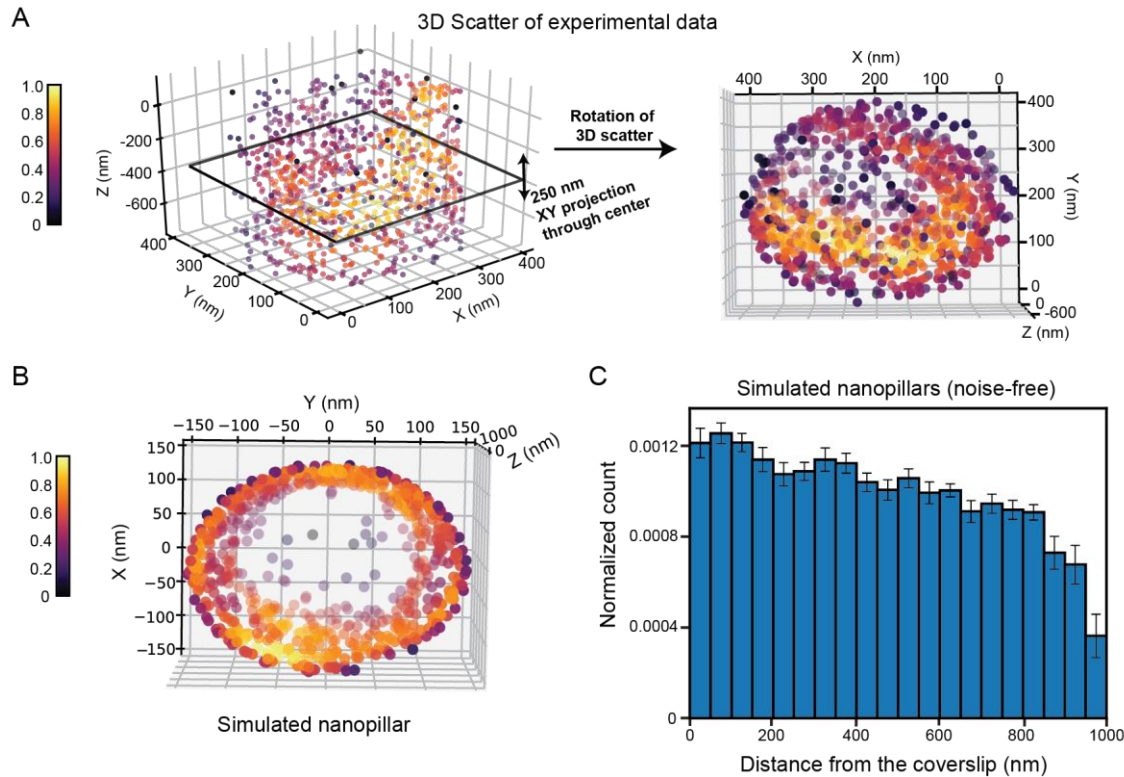 A
3D Scatter of experimental data
1.0
0.8
0.6
0.4
0.2
0
Z (nm)
0
-200
-400
-600
400
300
200
100
0
Y (nm)
0
100
200
300
400
X (nm)
250 nm
XY projection
through center
Rotation of
3D scatter
X (nm)
400 300 200 100 0
400
300
200
100
0
Y (nm)
0
-600
Z (nm)
B
1.0
0.8
0.6
0.4
0.2
0
Y (nm)
−150 −100 −50 0 50 100 150
1000
0
Z (nm)
150
100
50
0
−50
−100
−150
X (nm)
Simulated nanopillar
C
Simulated nanopillars (noise-free)
Normalized count
0.0012
0.0008
0.0004
0
0 200 400 600 800 1000
Distance from the coverslip (nm)